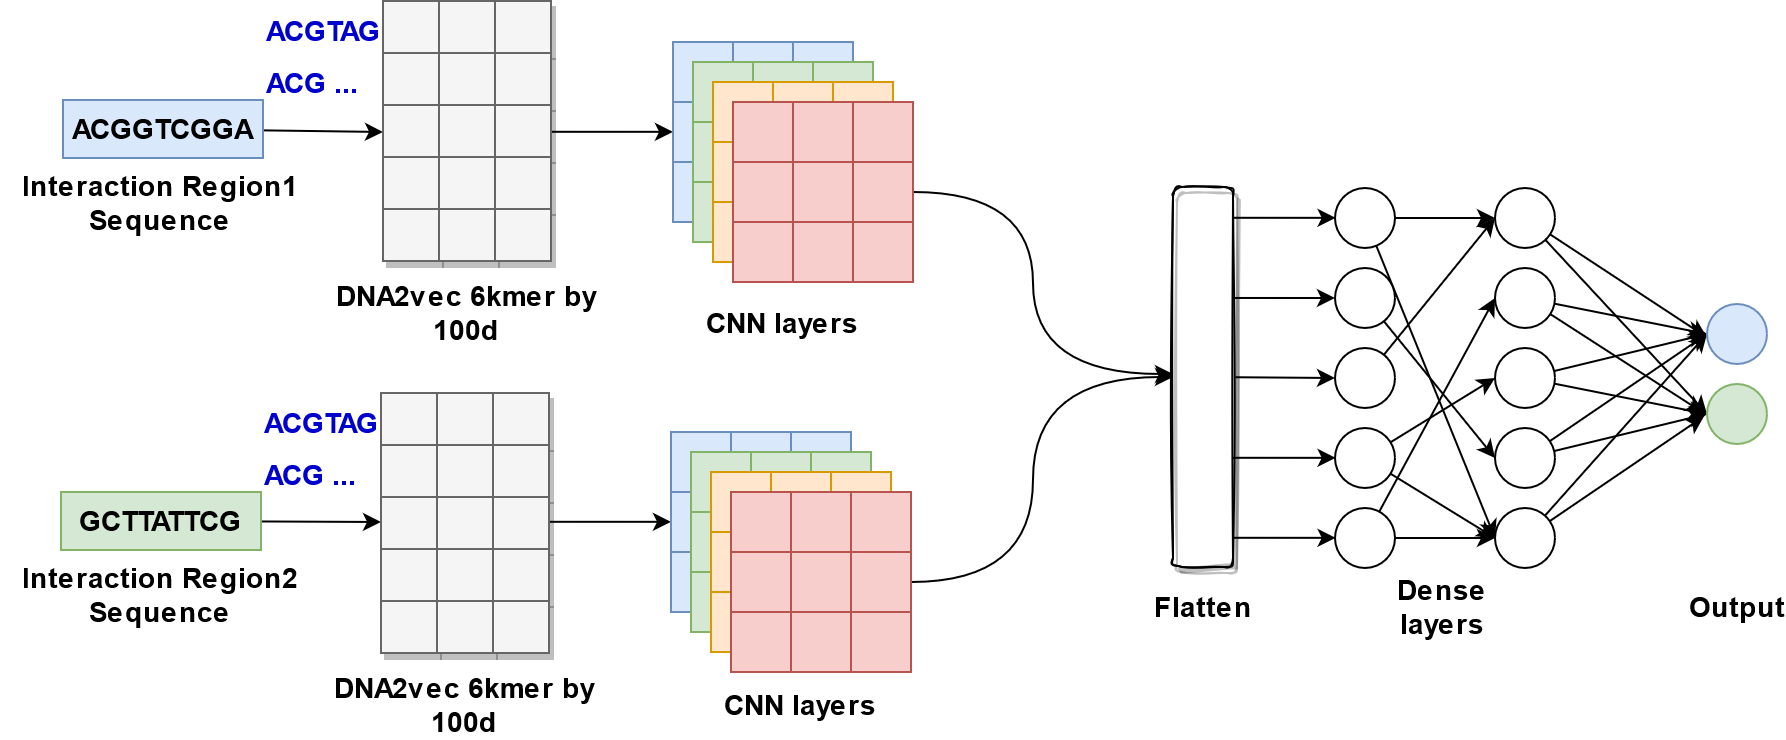 ACGTAG
ACG ...
ACGGTCGGA
Interaction Region1
Sequence
DNA2vec 6kmer by
100d
CNN layers
ACGTAG
ACG ...
GCTTATTCG
Interaction Region2
Sequence
DNA2vec 6kmer by
100d
CNN layers
Flatten
Dense
layers
Output